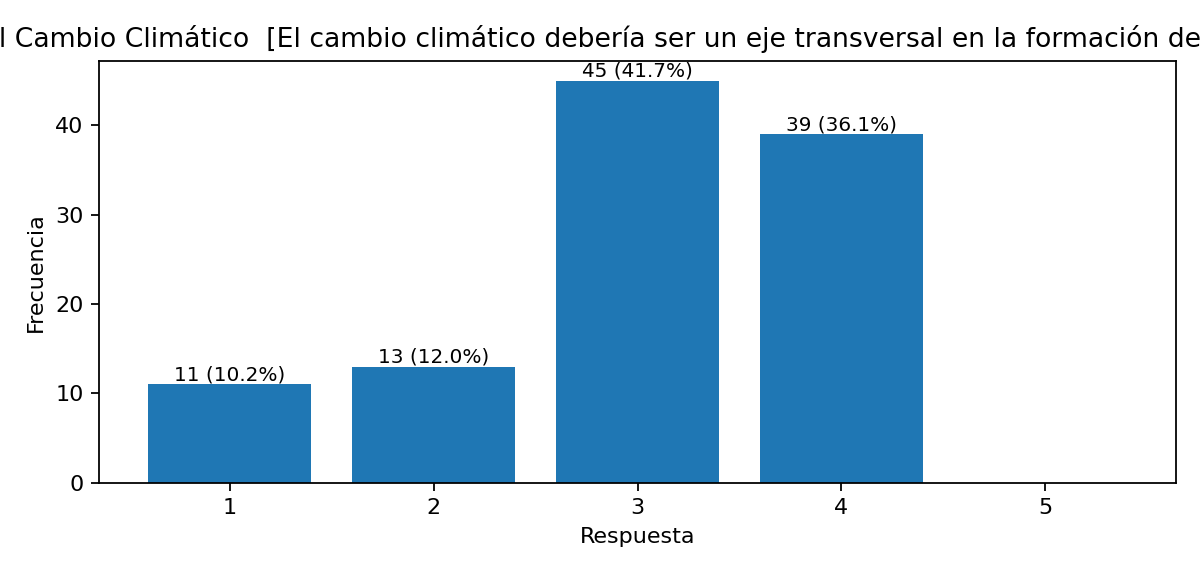 l Cambio Climático [El cambio climático debería ser un eje transversal en la formación de
45 (41.7%)
39 (36.1%)
13 (12.0%)
11 (10.2%)
Frecuencia
40
30
20
10
0
1 2 3 4 5
Respuesta